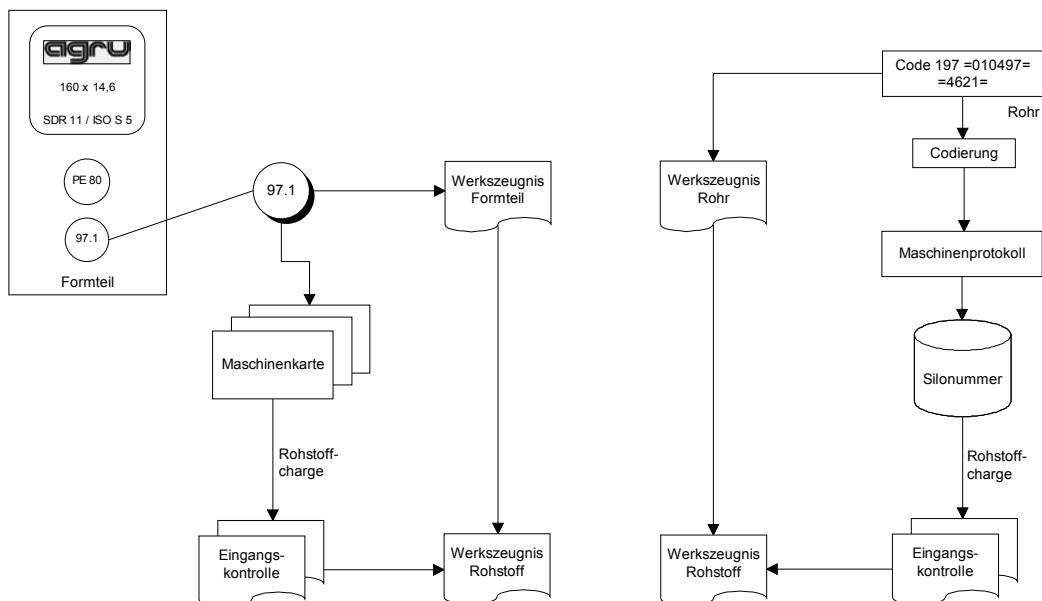 agru
160 x 14,6
SDR 11 / ISO S 5
PE 80
97.1
Formteil
97.1
Werkszeugnis
Formteil
Maschinenkarte
Rohstoff-
charge
Eingangs-
kontrolle
Werkszeugnis
Rohstoff
Code 197 =010497=
=4621=
Rohr
Codierung
Werkszeugnis
Rohr
Maschinenprotokoll
Silonummer
Rohstoff-
charge
Eingangs-
kontrolle
Werkszeugnis
Rohstoff